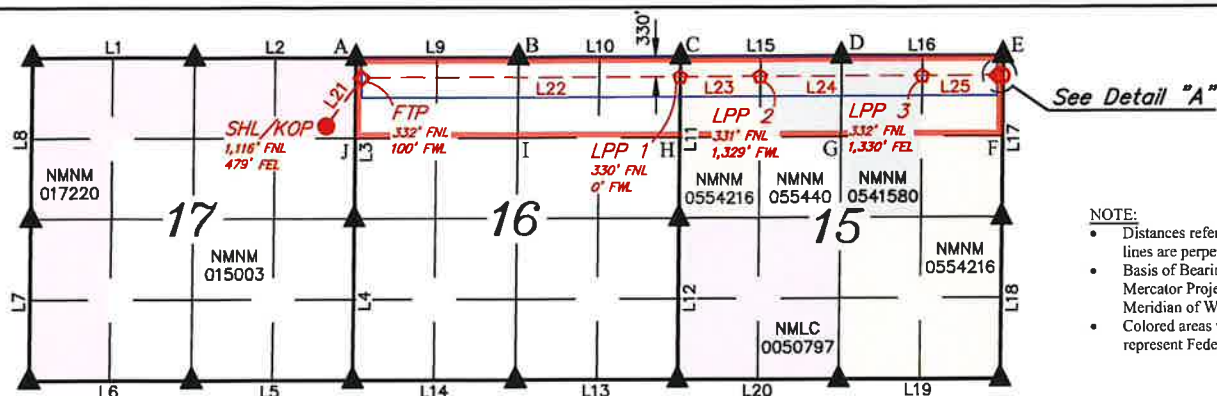 L1
L2
A
L9
B
L10
330'
C
L15
D
L16
E
L21
L22
L23
L24
L25
See Detail "A"
FTP
332' FNL
100' FWL
SHL/KOP
1,116' FNL
479' FEL
LPP 1
330' FNL
0' FWL
LPP 2
331' FNL
1,329' FWL
LPP 3
332' FNL
1,330' FEL
L8
J
L3
I
H
L11
G
F
L17
NMNM
017220
17
NMNM
015003
16
NMNM
0554216
NMNM
055440
NMNM
0541580
15
NMNM
0554216
NMLC
0050797
L7
L4
L12
L18
L6
L5
L14
L13
L20
L19
NOTE:
• Distances refer
lines are perpe
• Basis of Bearin
Mercator Proje
Meridian of W
• Colored areas
represent Feder